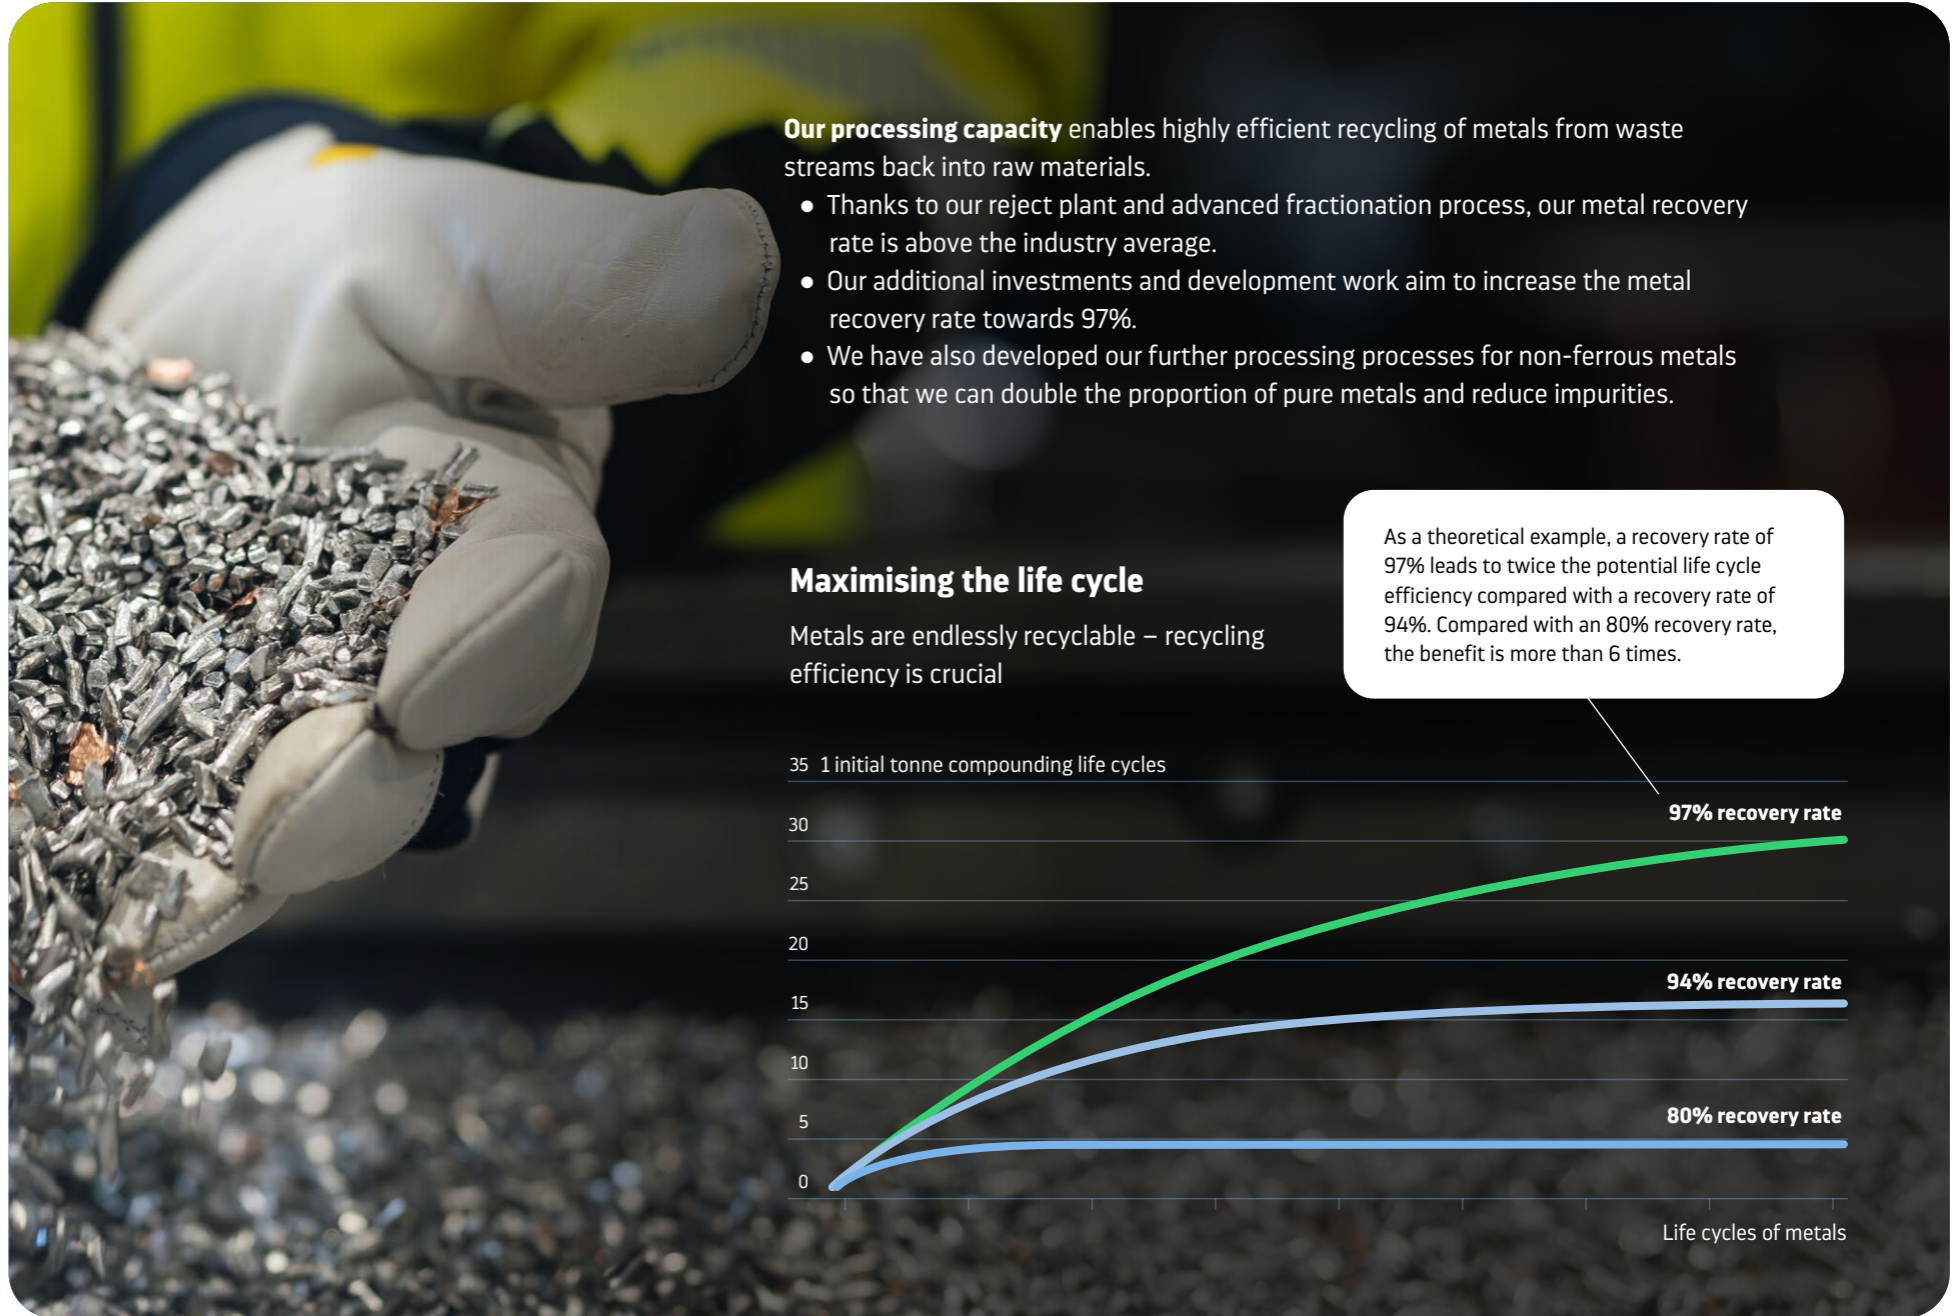 Our processing capacity enables highly efficient recycling of metals from waste
streams back into raw materials.
● Thanks to our reject plant and advanced fractionation process, our metal recovery
rate is above the industry average.
● Our additional investments and development work aim to increase the metal
recovery rate towards 97%.
● We have also developed our further processing processes for non-ferrous metals
so that we can double the proportion of pure metals and reduce impurities.
Maximising the life cycle
Metals are endlessly recyclable – recycling
efficiency is crucial
As a theoretical example, a recovery rate of
97% leads to twice the potential life cycle
efficiency compared with a recovery rate of
94%. Compared with an 80% recovery rate,
the benefit is more than 6 times.
35 1 initial tonne compounding life cycles
97% recovery rate
30
25
20
94% recovery rate
15
10
80% recovery rate
5
0
Life cycles of metals